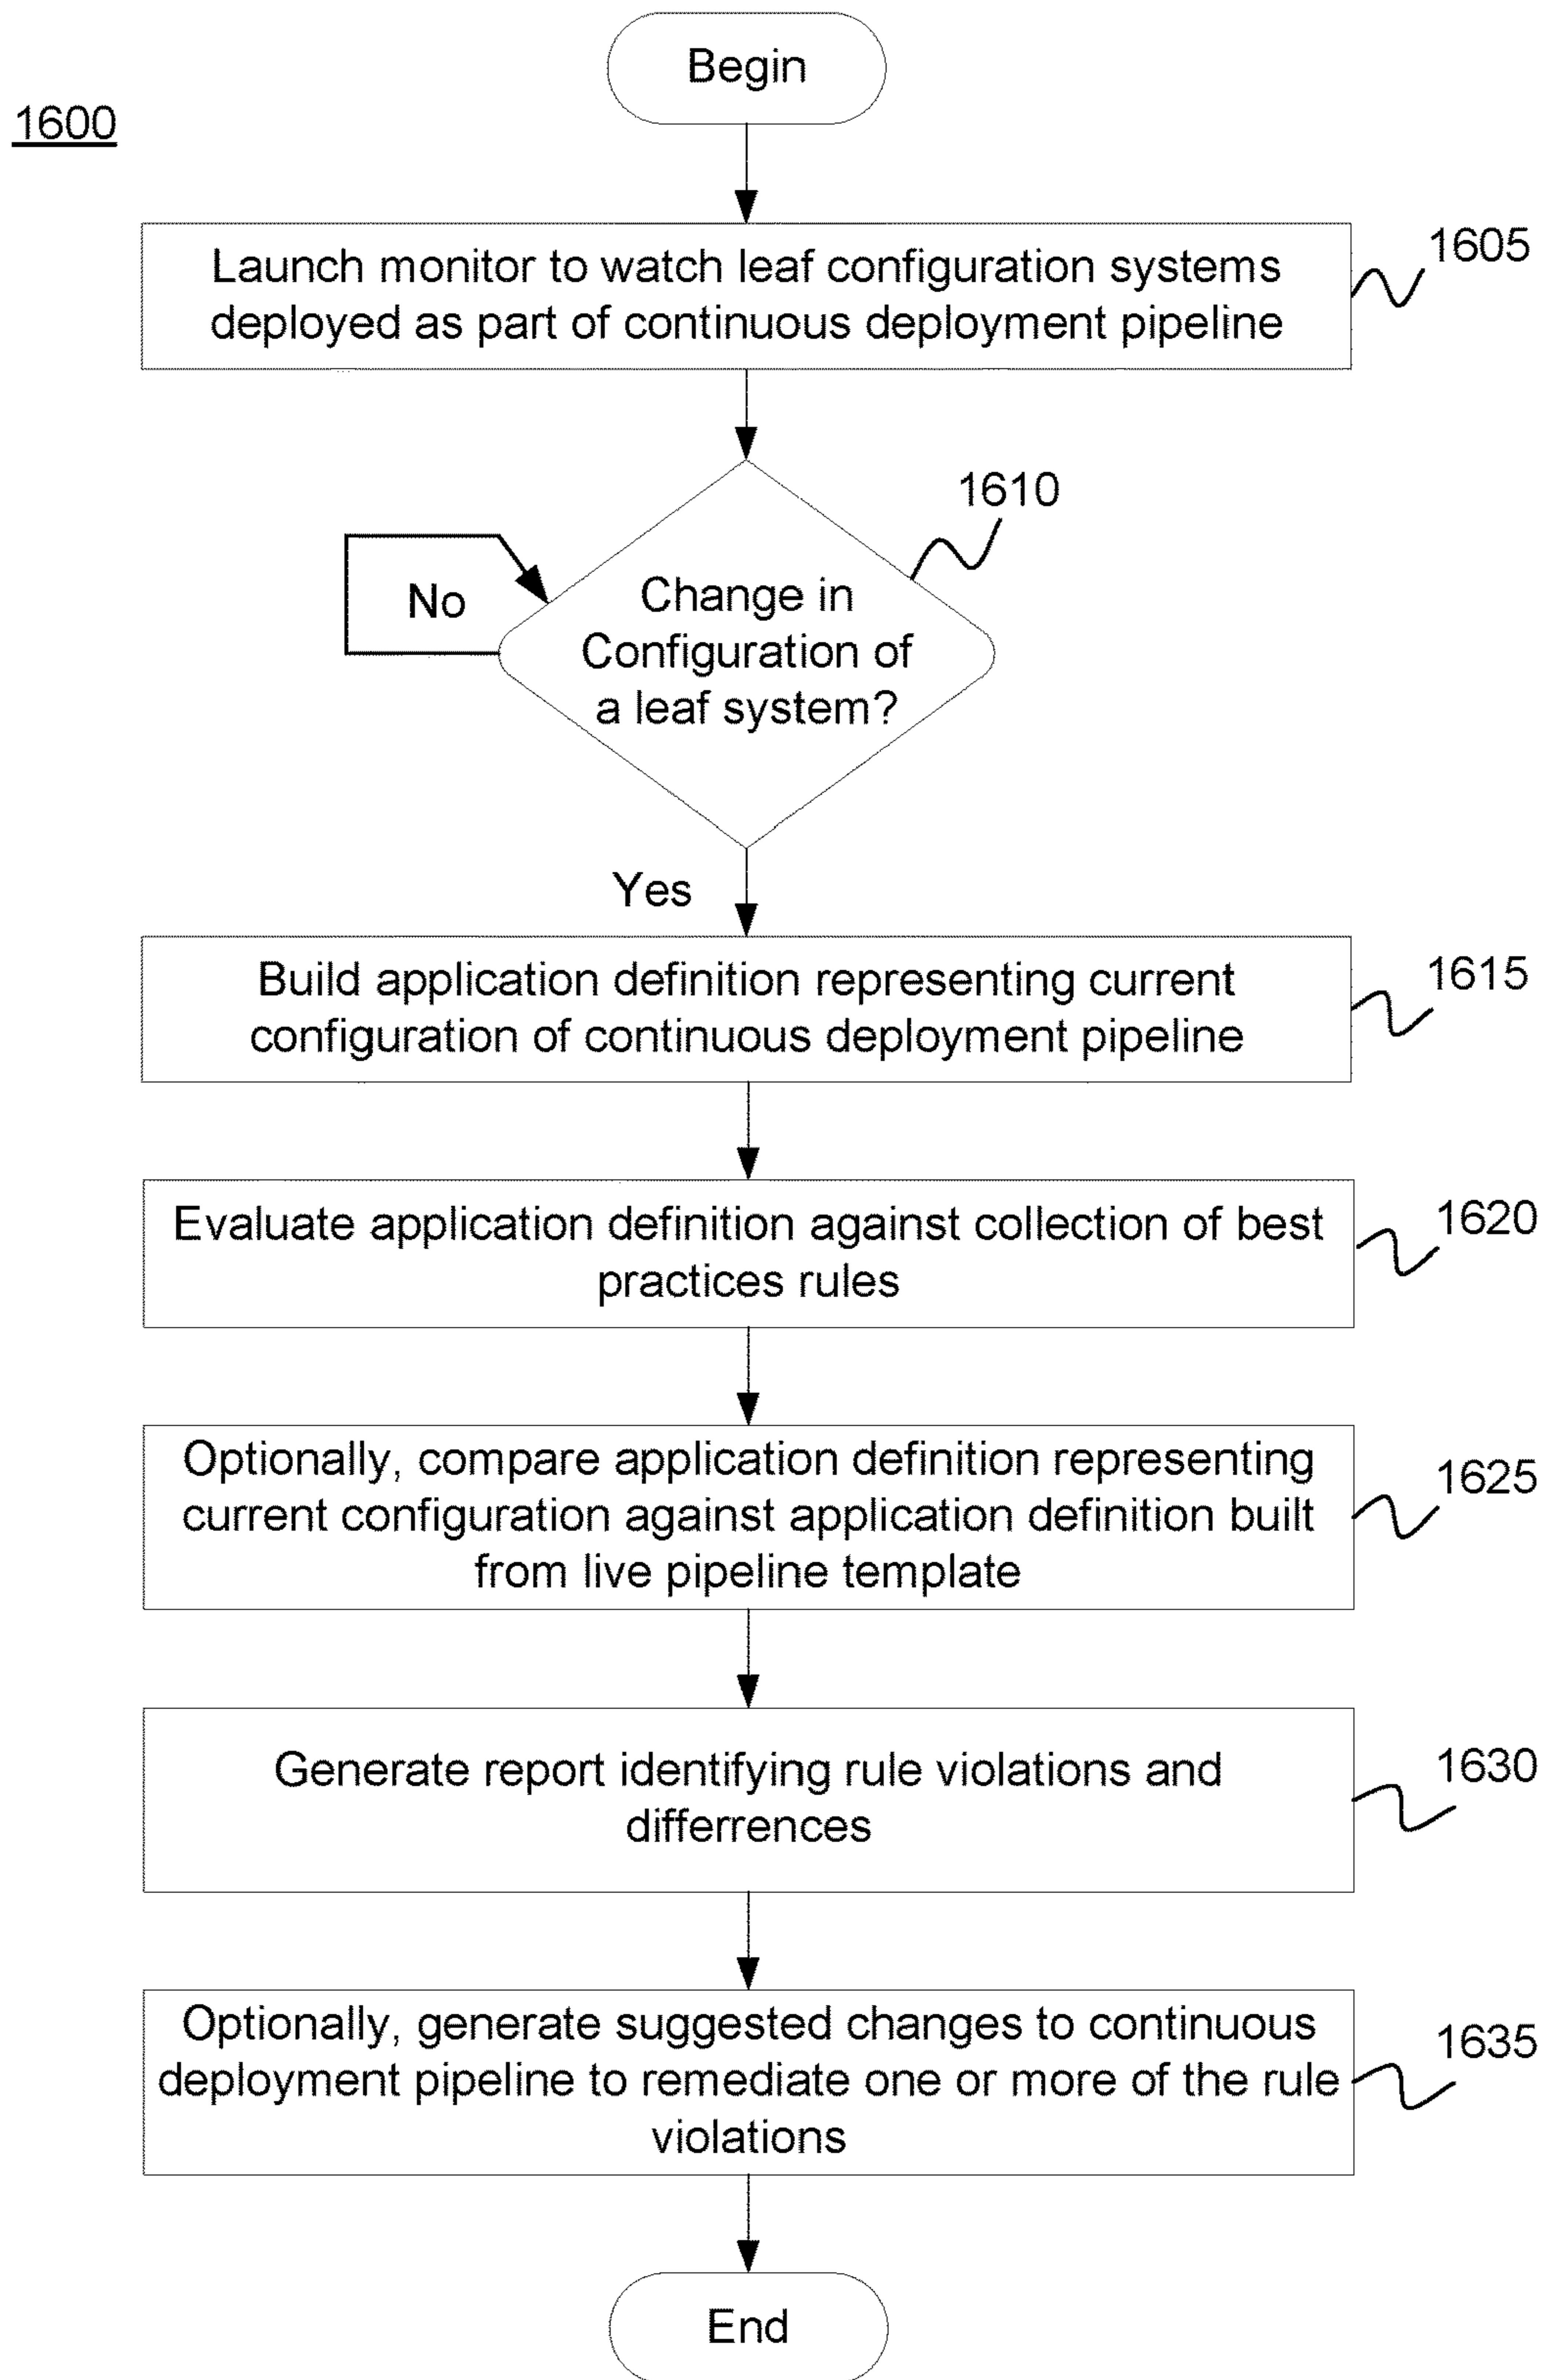 Begin
1600
Launch monitor to watch leaf configuration systems
deployed as part of continuous deployment pipeline
1605
1610
Change in
Configuration of
a leaf system?
No
Yes
Build application definition representing current
configuration of continuous deployment pipeline
1615
Evaluate application definition against collection of best
practices rules
1620
Optionally, compare application definition representing
current configuration against application definition built
from live pipeline template
1625
Generate report identifying rule violations and
differrences
1630
Optionally, generate suggested changes to continuous
deployment pipeline to remediate one or more of the rule
violations
1635
End